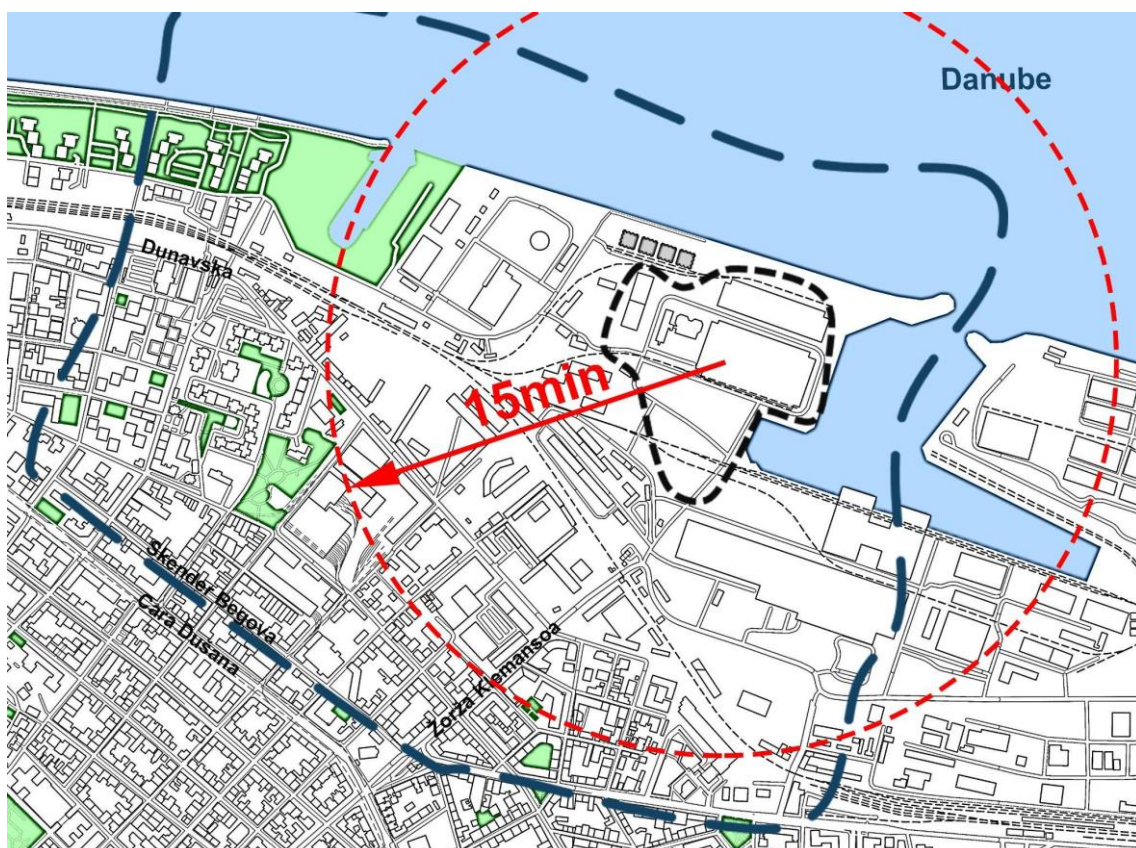 Danube
Dunavska
15min
Skender Begova
Cara Dusana
Zorza Klemansoa